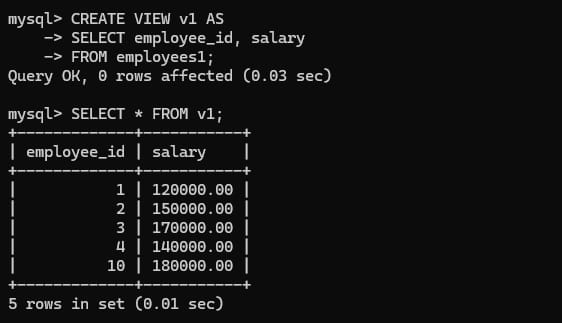 mysql> CREATE VIEW v1 AS
    -> SELECT employee_id, salary
    -> FROM employees1;
Query OK, 0 rows affected (0.03 sec)

mysql> SELECT * FROM v1;
+-------------+-----------+
| employee_id | salary    |
+-------------+-----------+
|           1 | 120000.00 |
|           2 | 150000.00 |
|           3 | 170000.00 |
|           4 | 140000.00 |
|          10 | 180000.00 |
+-------------+-----------+
5 rows in set (0.01 sec)